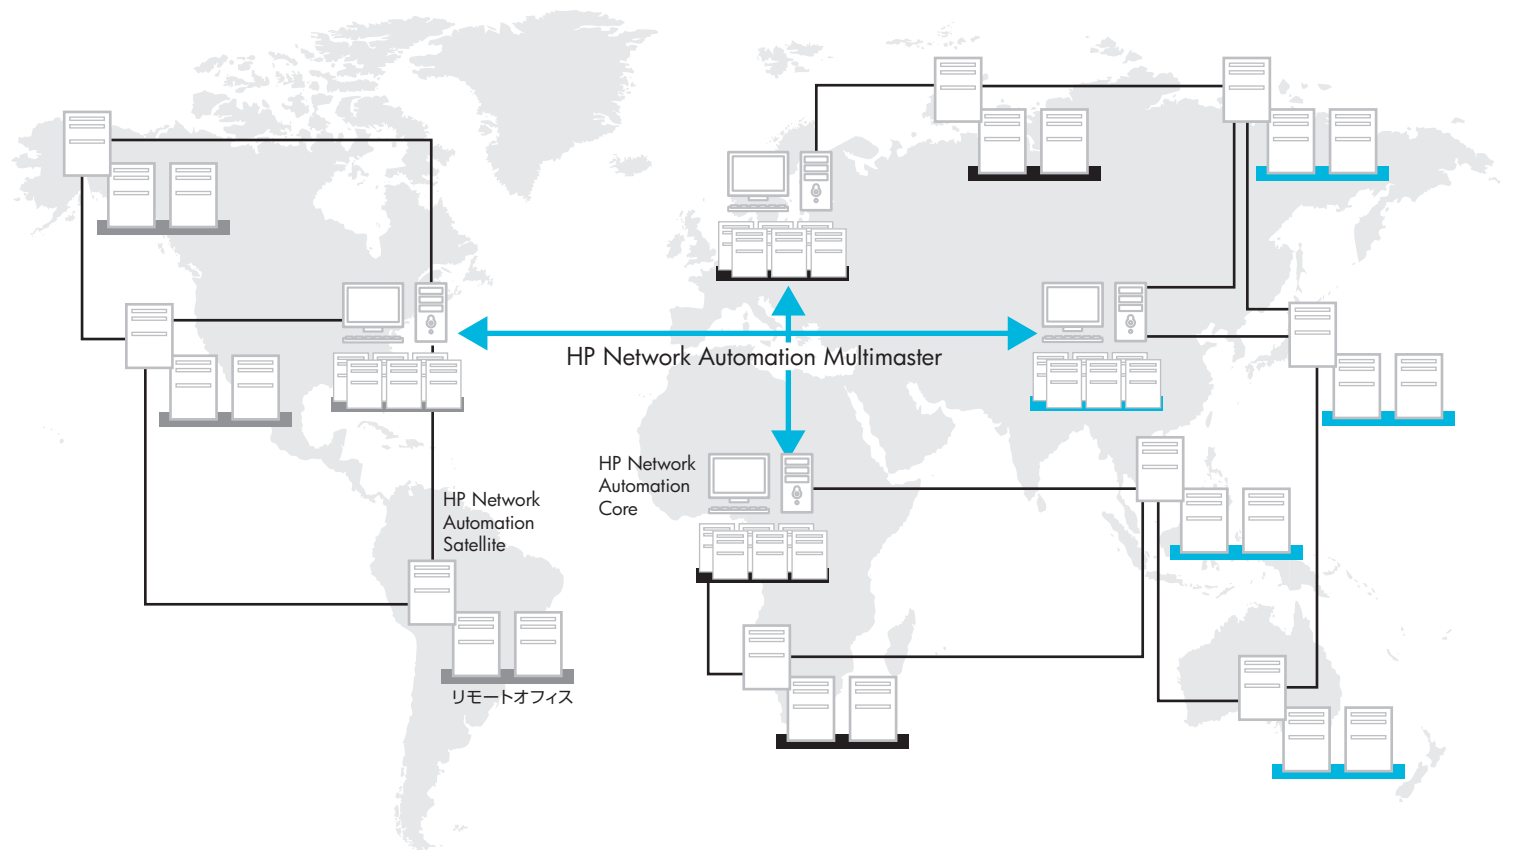 HP Network Automation Multimaster
HP Network
Automation
Core
HP Network
Automation
Satellite
リモートオフィス